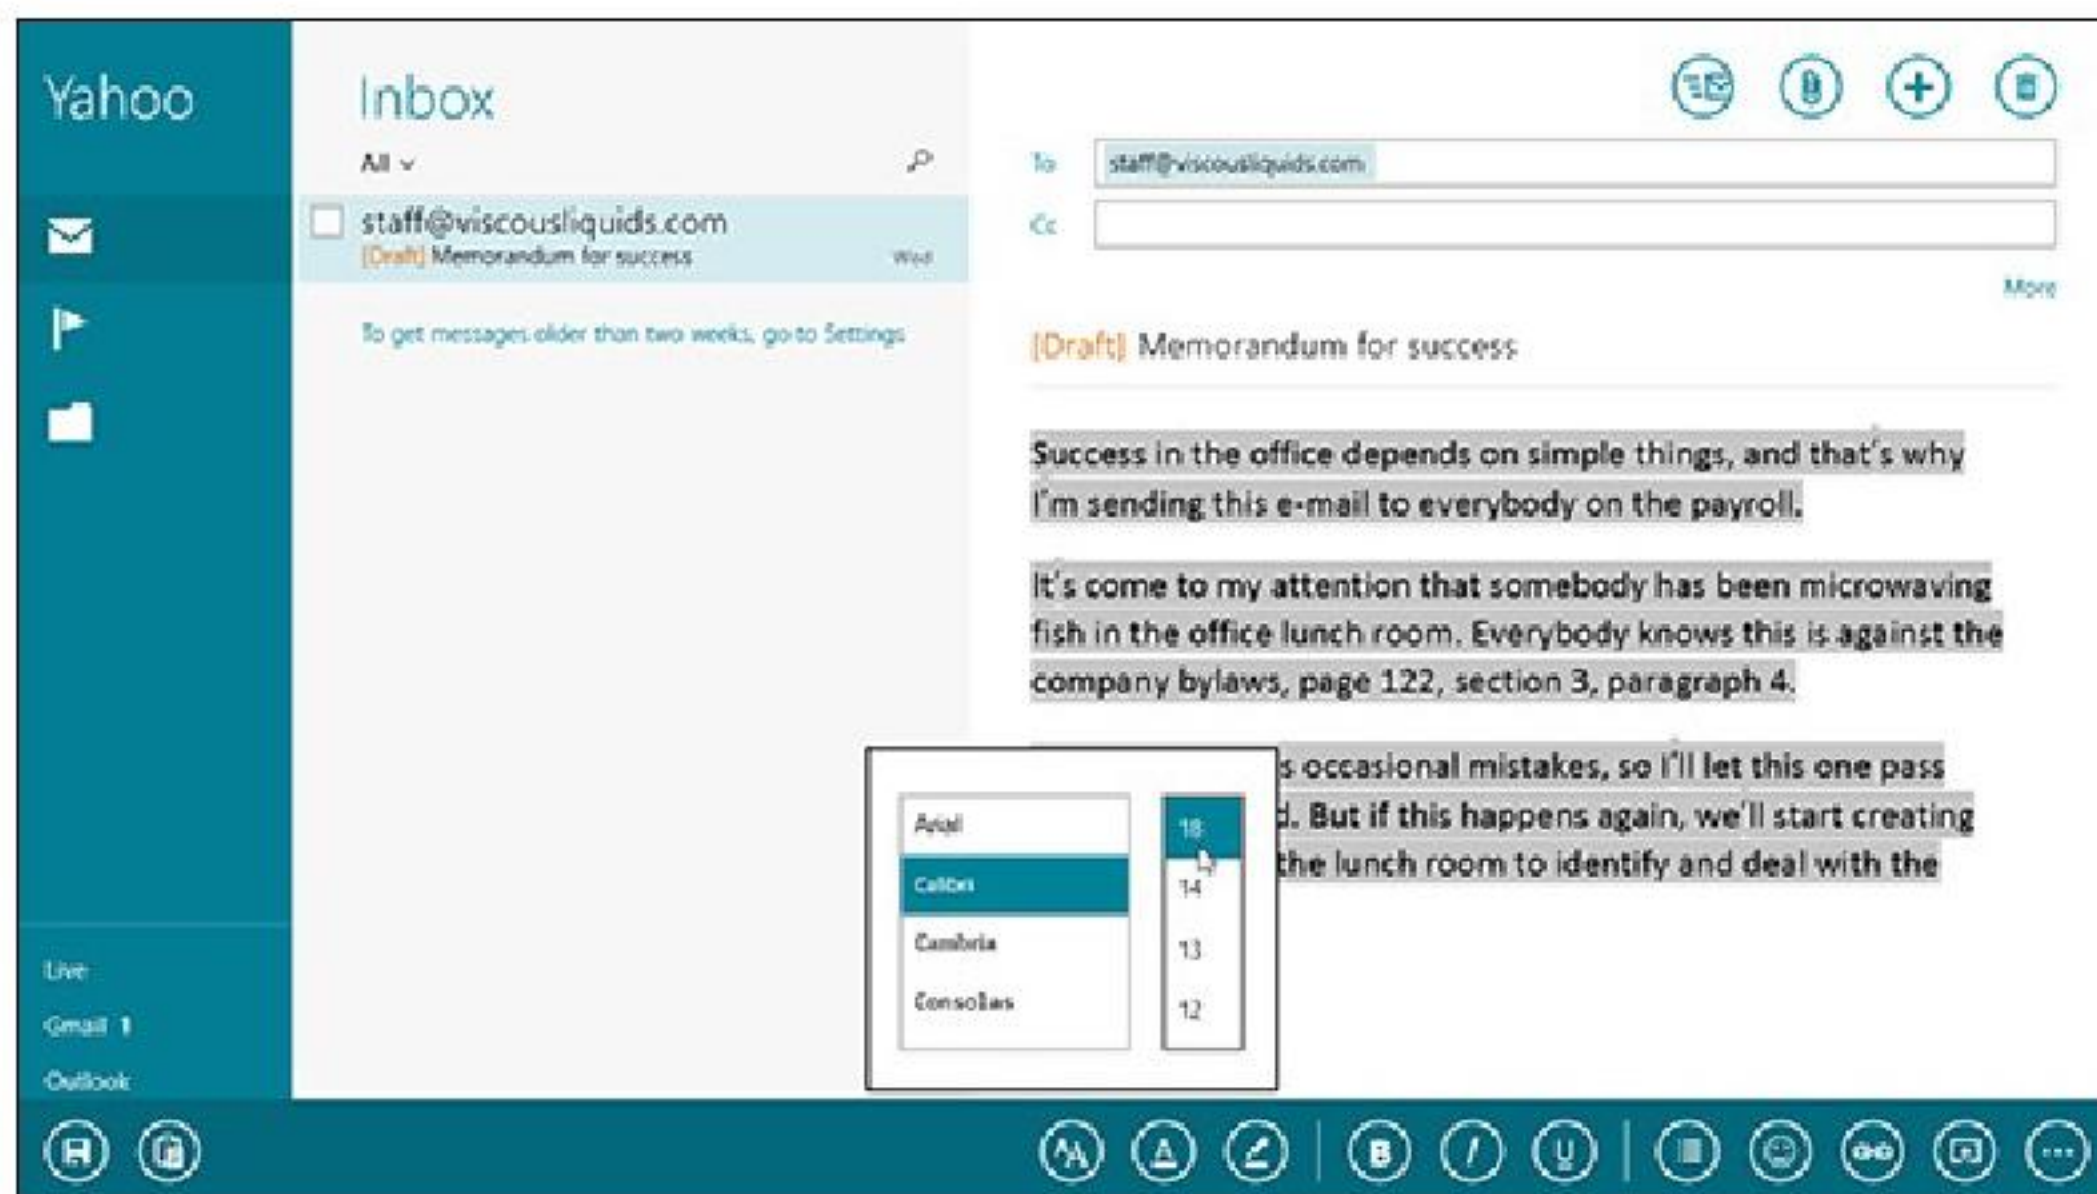 Yahoo
Inbox
All
staff@viscousliquids.com
[Draft] Memorandum for success
Wed
To get messages older than two weeks, go to Settings
Live
Gmail 1
Outlook
To staff@viscousliquids.com
Cc
More
[Draft] Memorandum for success
Success in the office depends on simple things, and that's why
I'm sending this e-mail to everybody on the payroll.
It's come to my attention that somebody has been microwaving
fish in the office lunch room. Everybody knows this is against the
company bylaws, page 122, section 3, paragraph 4.
s occasional mistakes, so I'll let this one pass
d. But if this happens again, we'll start creating
the lunch room to identify and deal with the
Arial
Calibri
Cambria
Consolas
18
14
13
12